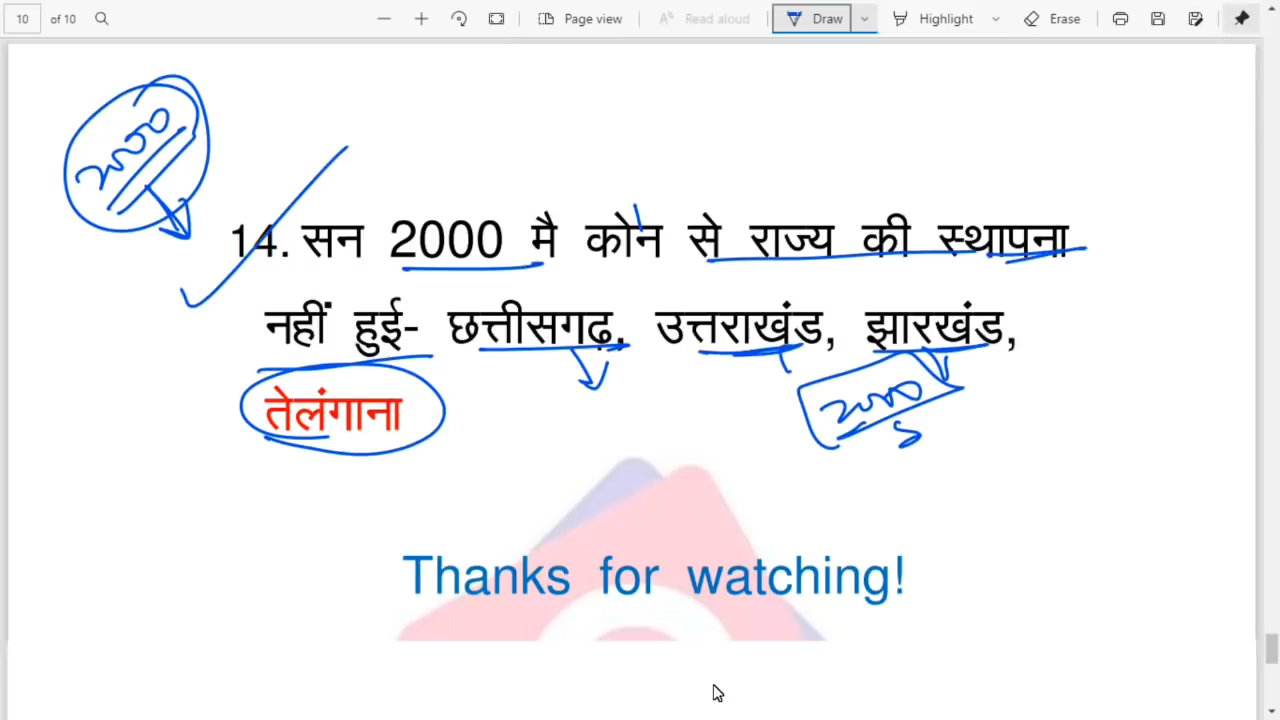 10 of 10 Page view Read aloud Draw Highlight Erase
2000
14. सन 2000 मै कोन से राज्य की स्थापना
नहीं हुई- छत्तीसगढ़, उत्तराखंड, झारखंड,
2000
तेलंगाना
Thanks for watching!